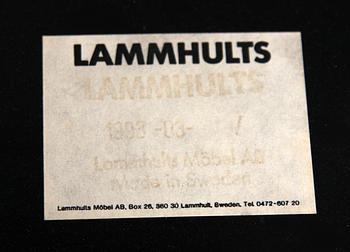 LAMMHULTS
LAMMHULTS
1993 -03- /
Lammhults Möbel AB
Made in Sweden
Lammhults Möbel AB, Box 26, 360 30 Lammhult, Sweden. Tel. 0472-607 20